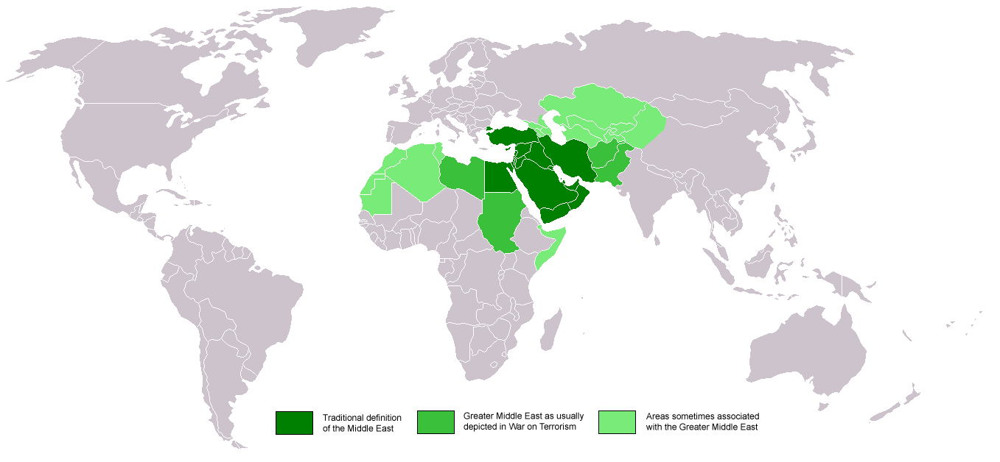 Traditional definition
of the Middle East
Greater Middle East as usually
depicted in War on Terrorism
Areas sometimes associated
with the Greater Middle East